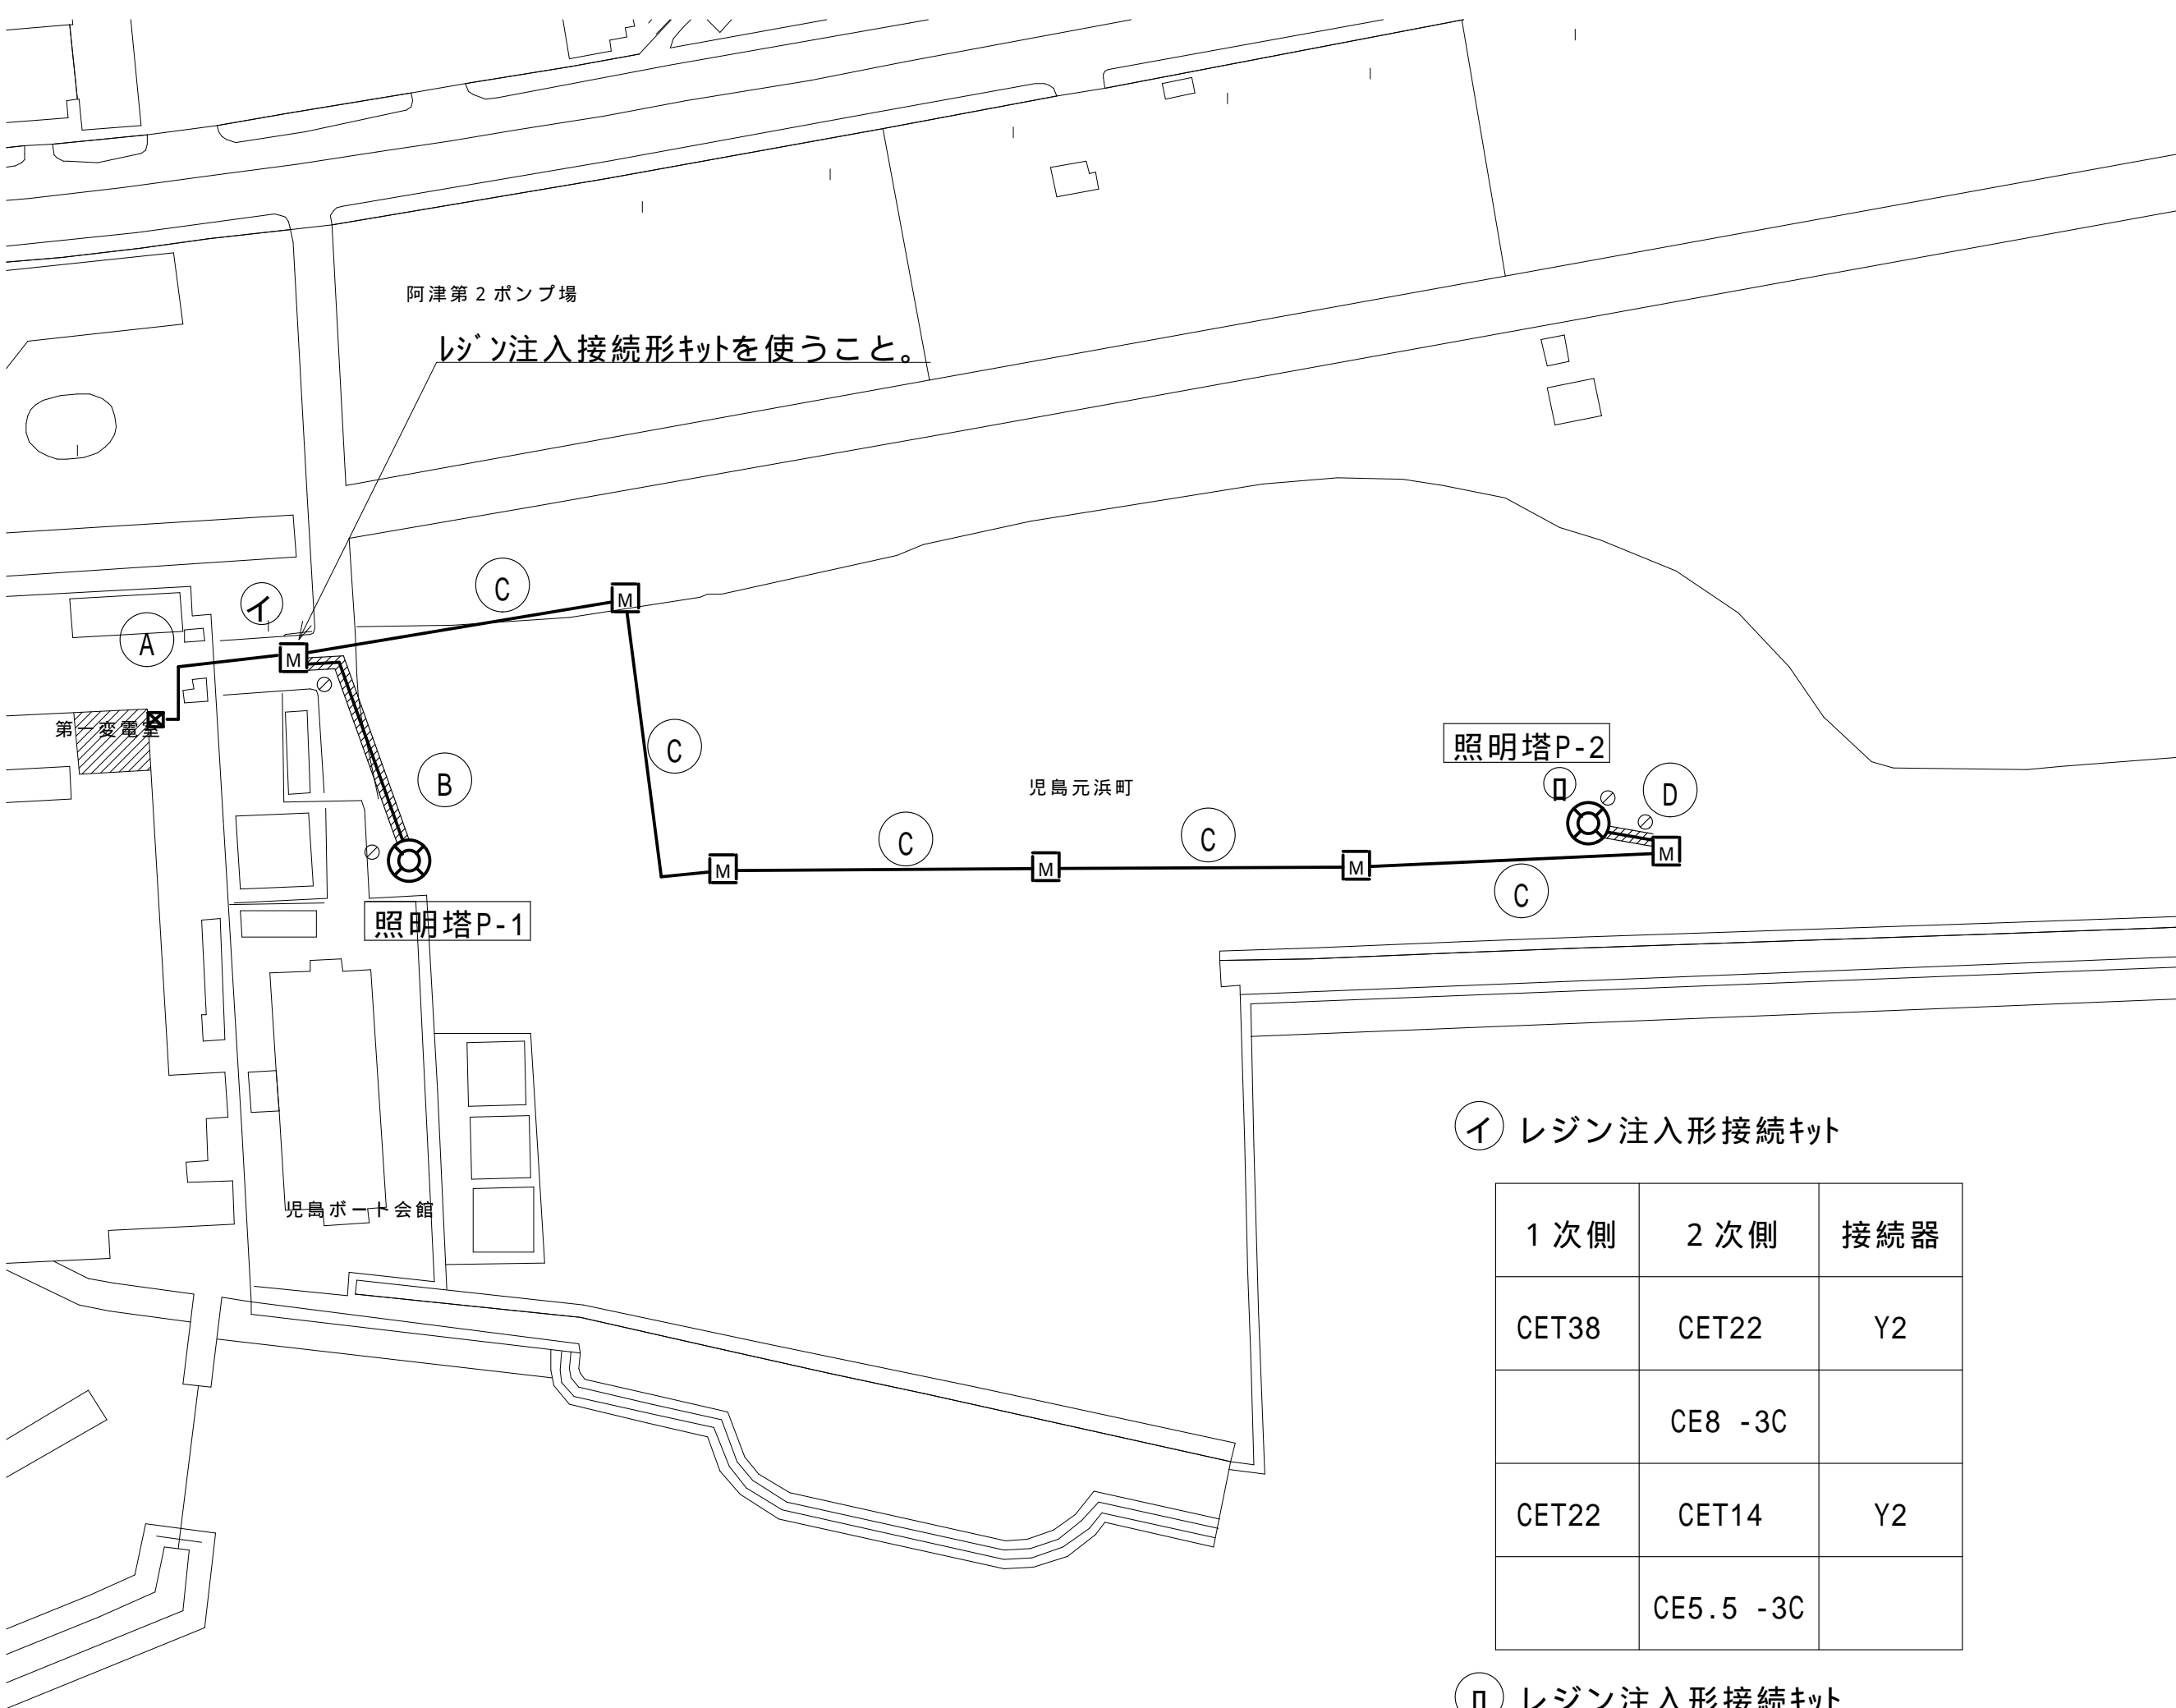 阿津第2ポンプ場
ﾚｼﾞﾝ注入接続形ｷｯﾄを使うこと。
C
M
イ
A
M
C
第一変電室
B
照明塔P-2
ロ
D
児島元浜町
C
C
M
M
M
M
C
照明塔P-1
児島ボート会館
イ レジン注入形接続ｷｯﾄ
1次側 2次側 接続器
CET38 CET22 Y2
CE8 -3C
CET22 CET14 Y2
CE5.5 -3C
ロ レジン注入形接続ｷｯﾄ